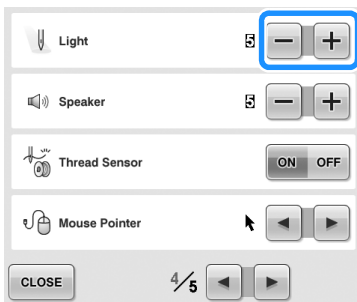 Light 5 − +
Speaker 5 − +
Thread Sensor ON OFF
Mouse Pointer
CLOSE 4/5